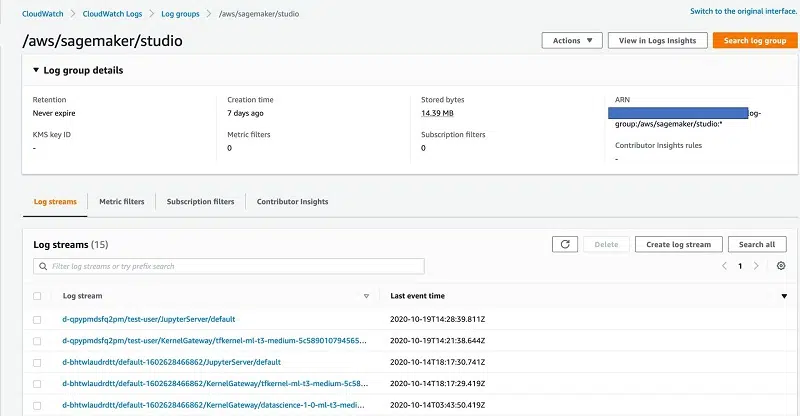 CloudWatch > CloudWatch Logs > Log groups > /aws/sagemaker/studio
Switch to the original interface.
/aws/sagemaker/studio
Actions ▼ View in Logs Insights Search log group
▼ Log group details
Retention Creation time Stored bytes ARN
Never expire 7 days ago 14.39 MB og-
group:/aws/sagemaker/studio:*
KMS key ID Metric filters Subscription filters
- 0 0
Contributor Insights rules
-
Log streams Metric filters Subscription filters Contributor Insights
Log streams (15) Delete Create log stream Search all
Filter log streams or try prefix search
1
Log stream Last event time
d-qpypmdsfq2pm/test-user/JupyterServer/default 2020-10-19T14:28:39.811Z
d-qpypmdsfq2pm/test-user/KernelGateway/tfkernel-ml-t3-medium-5c589010794565... 2020-10-19T14:21:38.644Z
d-bhtwlaudrdtt/default-1602628466862/JupyterServer/default 2020-10-14T18:17:30.741Z
d-bhtwlaudrdtt/default-1602628466862/KernelGateway/tfkernel-ml-t3-medium-5c58... 2020-10-14T18:17:29.419Z
d-bhtwlaudrdtt/default-1602628466862/KernelGateway/datascience-1-0-ml-t3-medi... 2020-10-14T03:43:50.419Z